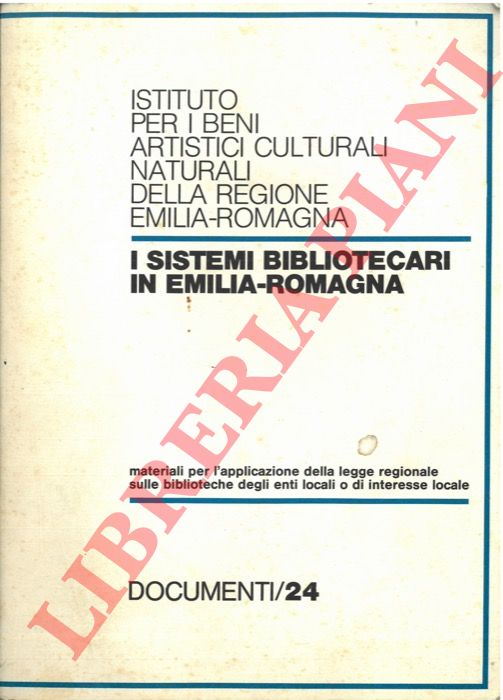 ISTITUTO
PER I BENI
ARTISTICI CULTURALI
NATURALI
DELLA REGIONE
EMILIA-ROMAGNA
I SISTEMI BIBLIOTECARI
IN EMILIA-ROMAGNA
materiali per l'applicazione della legge regionale
sulle biblioteche degli enti locali o di interesse locale
DOCUMENTI/24
LIBRERIA PIANI